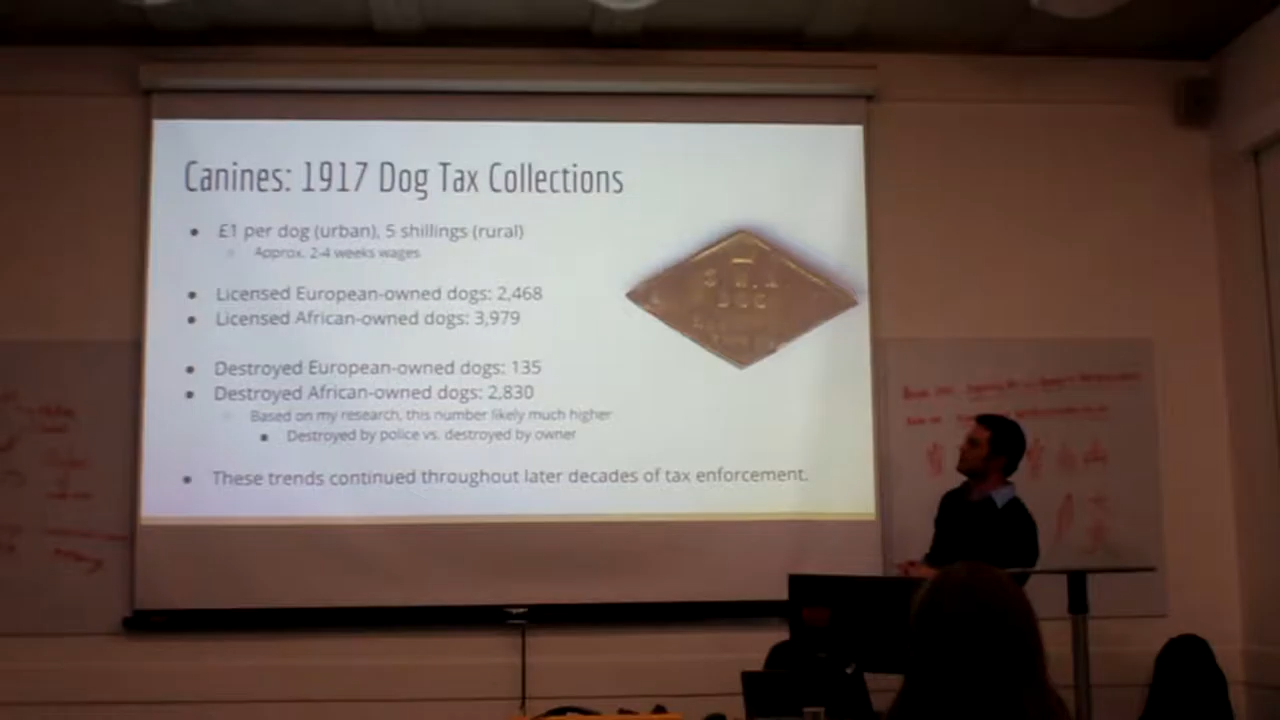 Canines: 1917 Dog Tax Collections
£1 per dog (urban), 5 shillings (rural)
Approx. 2-4 weeks wages
Licensed European-owned dogs: 2,468
Licensed African-owned dogs: 3,979
Destroyed European-owned dogs: 135
Destroyed African-owned dogs: 2,830
Based on my research, this number likely much higher
Destroyed by police vs. destroyed by owner
These trends continued throughout later decades of tax enforcement.